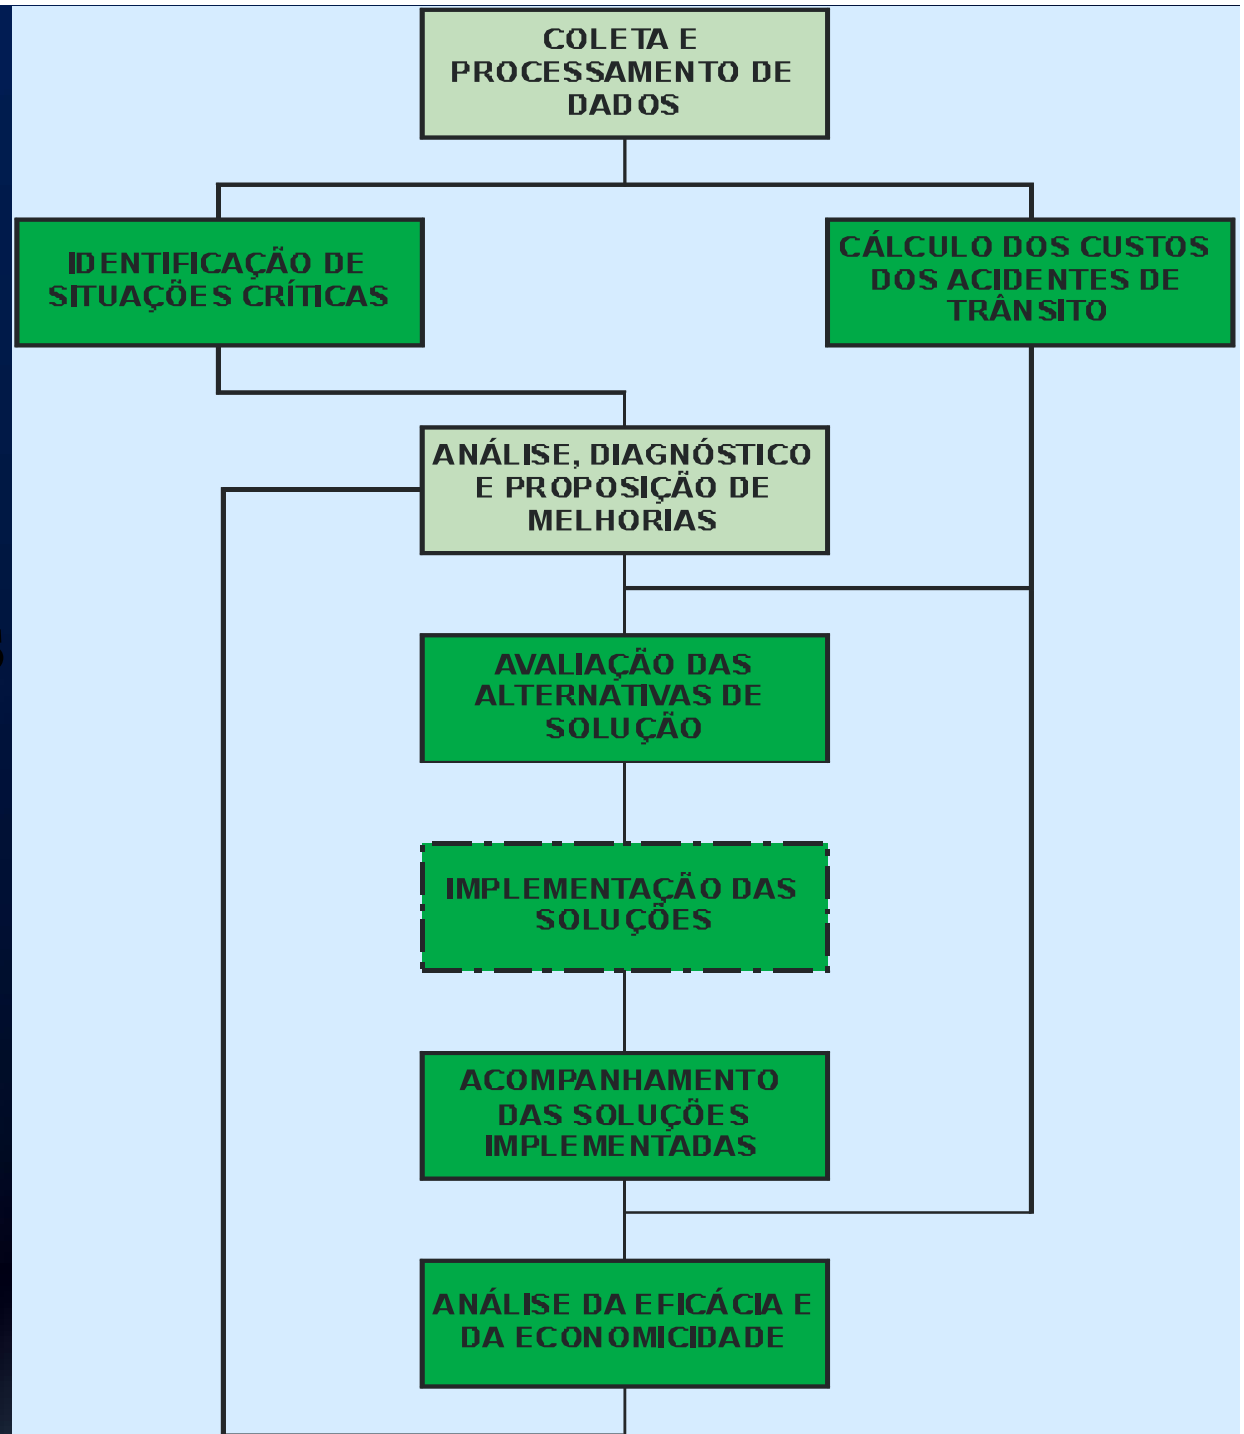 COLETA E
PROCESSAMENTO DE
DADOS
IDENTIFICAÇÃO DE
SITUAÇÕES CRÍTICAS
CÁLCULO DOS CUSTOS
DOS ACIDENTES DE
TRÂNSITO
ANÁLISE, DIAGNÓSTICO
E PROPOSIÇÃO DE
MELHORIAS
AVALIAÇÃO DAS
ALTERNATIVAS DE
SOLUÇÃO
IMPLEMENTAÇÃO DAS
SOLUÇÕES
ACOMPANHAMENTO
DAS SOLUÇÕES
IMPLEMENTADAS
ANÁLISE DA EFICÁCIA E
DA ECONOMICIDADE